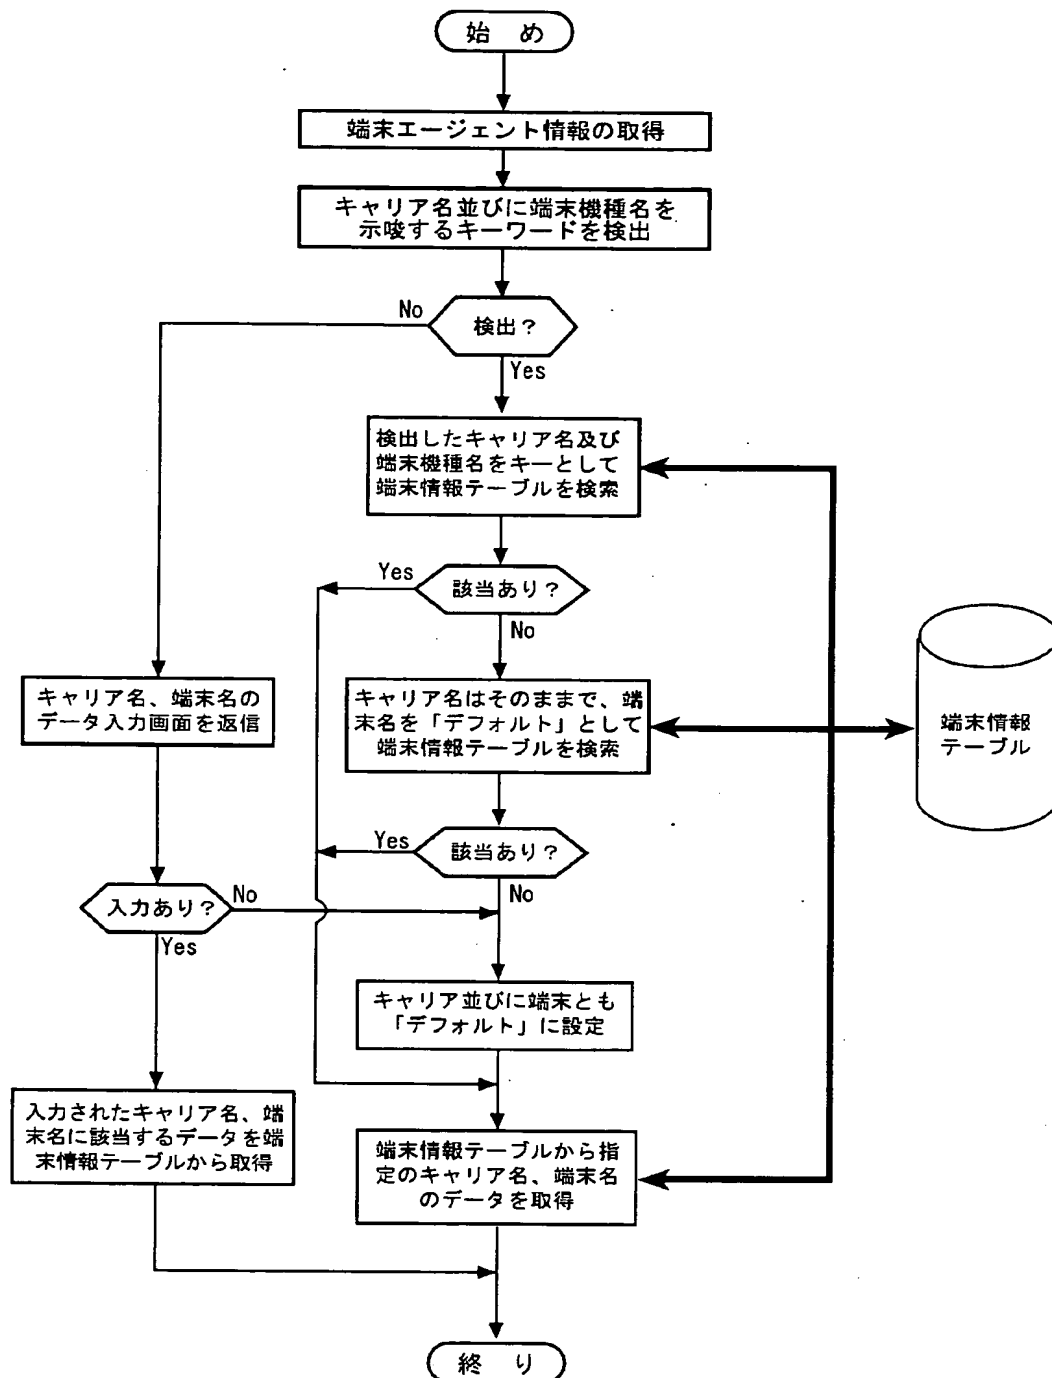 始 め
端末エージェント情報の取得
キャリア名並びに端末機種名を
示唆するキーワードを検出
No
検出？
Yes
検出したキャリア名及び
端末機種名をキーとして
端末情報テーブルを検索
Yes
該当あり？
No
キャリア名、端末名の
データ入力画面を返信
キャリア名はそのままで、端
末名を「デフォルト」として
端末情報テーブルを検索
端末情報
テーブル
Yes
該当あり？
No
入力あり？
No
Yes
キャリア並びに端末とも
「デフォルト」に設定
入力されたキャリア名、端
末名に該当するデータを端
末情報テーブルから取得
端末情報テーブルから指
定のキャリア名、端末名
のデータを取得
終 り